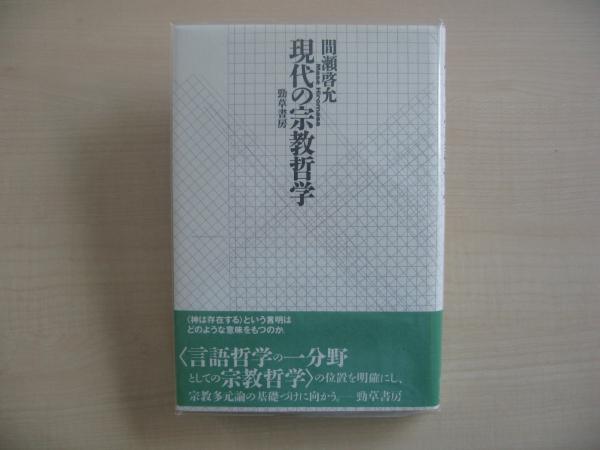 間瀬啓允
Mase Hiromasa
現代の宗教哲学
勁草書房
〈神は存在する〉という言明は
どのような意味をもつのか。
〈言語哲学の一分野
としての宗教哲学〉の位置を明確にし、
宗教多元論の基礎づけに向かう。──勁草書房